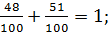 48/100 + 51/100 = 1;